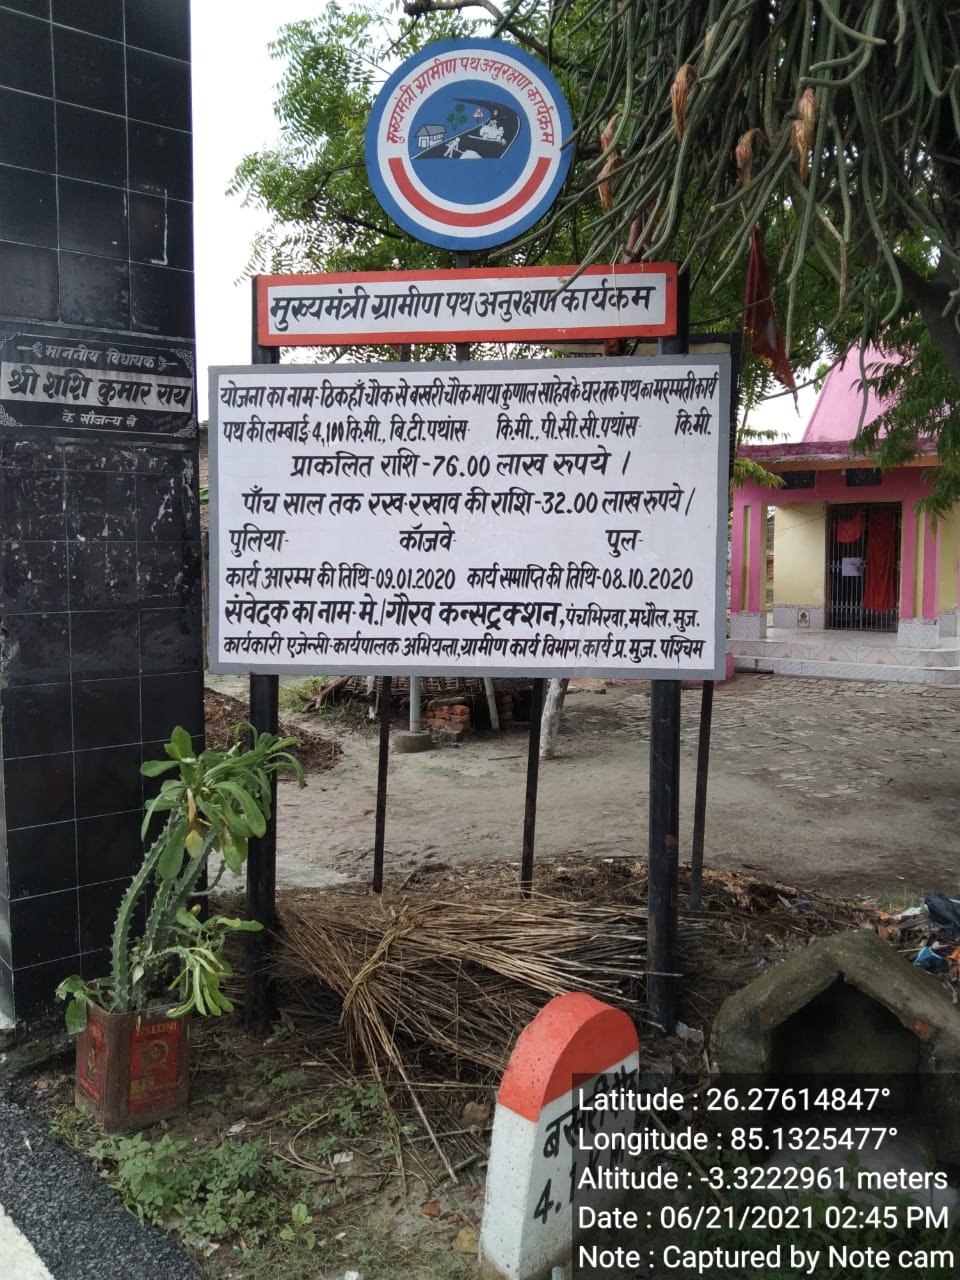 मुख्यमंत्री ग्रामीण पथ अनुरक्षण कार्यक्रम
मुख्यमंत्री ग्रामीण पथ अनुरक्षण कार्यकम
माननीय विधायक
श्री शशि कुमार राय
के सौजन्य से
योजना का नाम-ठिकहाँ चौक से बखरी चौक भाया कुणाल साहेब के घर तक पथ का मरम्मती कार्य
पथ की लम्बाई 4,100 कि.मी., बि.टी. पथांस- कि.मी., पी.सी.सी. पथांस- कि.मी.
प्राकलित राशि -76.00 लाख रुपये ।
पाँच साल तक रख-रखाव की राशि-32.00 लाख रुपये ।
पुलिया- कॉजवे- पुल-
कार्य आरम्भ की तिथि-09.01.2020 कार्य समाप्ति की तिथि-08.10.2020
संवेदक का नाम-मे./गौरव कन्सट्रक्शन, पंचभिरवा, मधौल, मुज.
कार्यकारी एजेन्सी-कार्यपालक अभियन्ता, ग्रामीण कार्य विभाग, कार्य प्र. मुज. पश्चिम
4.1
Latitude : 26.27614847°
Longitude : 85.1325477°
Altitude : -3.3222961 meters
Date : 06/21/2021 02:45 PM
Note : Captured by Note cam